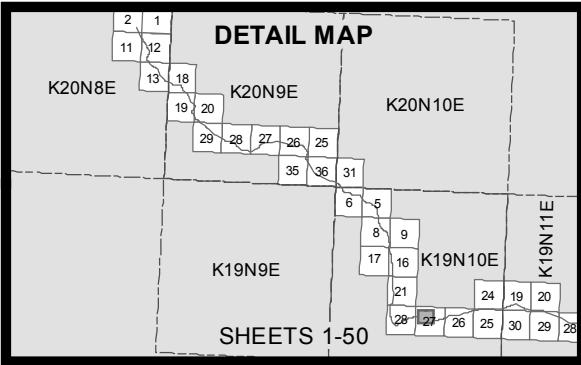 2 1
DETAIL MAP
11 12
K20N8E
13 18
K20N9E
K20N10E
19 20
29 28 27 26 25
35 36 31
6 5
8 9
K19N9E
17 16
K19N10E
K19N11E
21
24 19 20
28 27 26 25 30 29 28
SHEETS 1-50